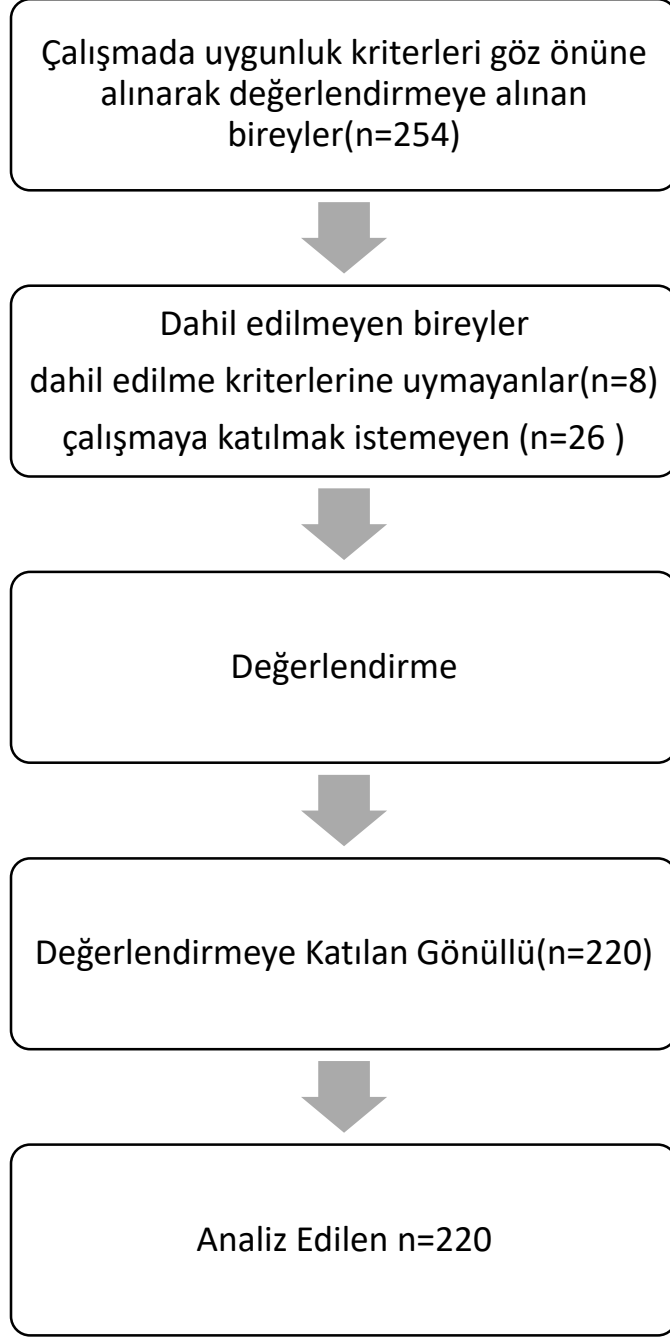 Çalışmada uygunluk kriterleri göz önüne
alınarak değerlendirmeye alınan
bireyler(n=254)
Dahil edilmeyen bireyler
dahil edilme kriterlerine uymayanlar(n=8)
çalışmaya katılmak istemeyen (n=26 )
Değerlendirme
Değerlendirmeye Katılan Gönüllü(n=220)
Analiz Edilen n=220